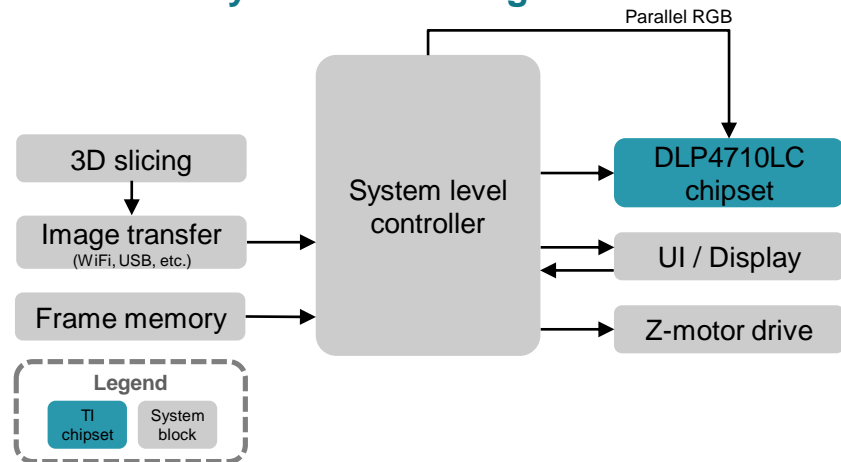 Parallel RGB
3D slicing
Image transfer
(WiFi, USB, etc.)
Frame memory
System level
controller
DLP4710LC
chipset
UI / Display
Z-motor drive
Legend
TI
chipset
System
block